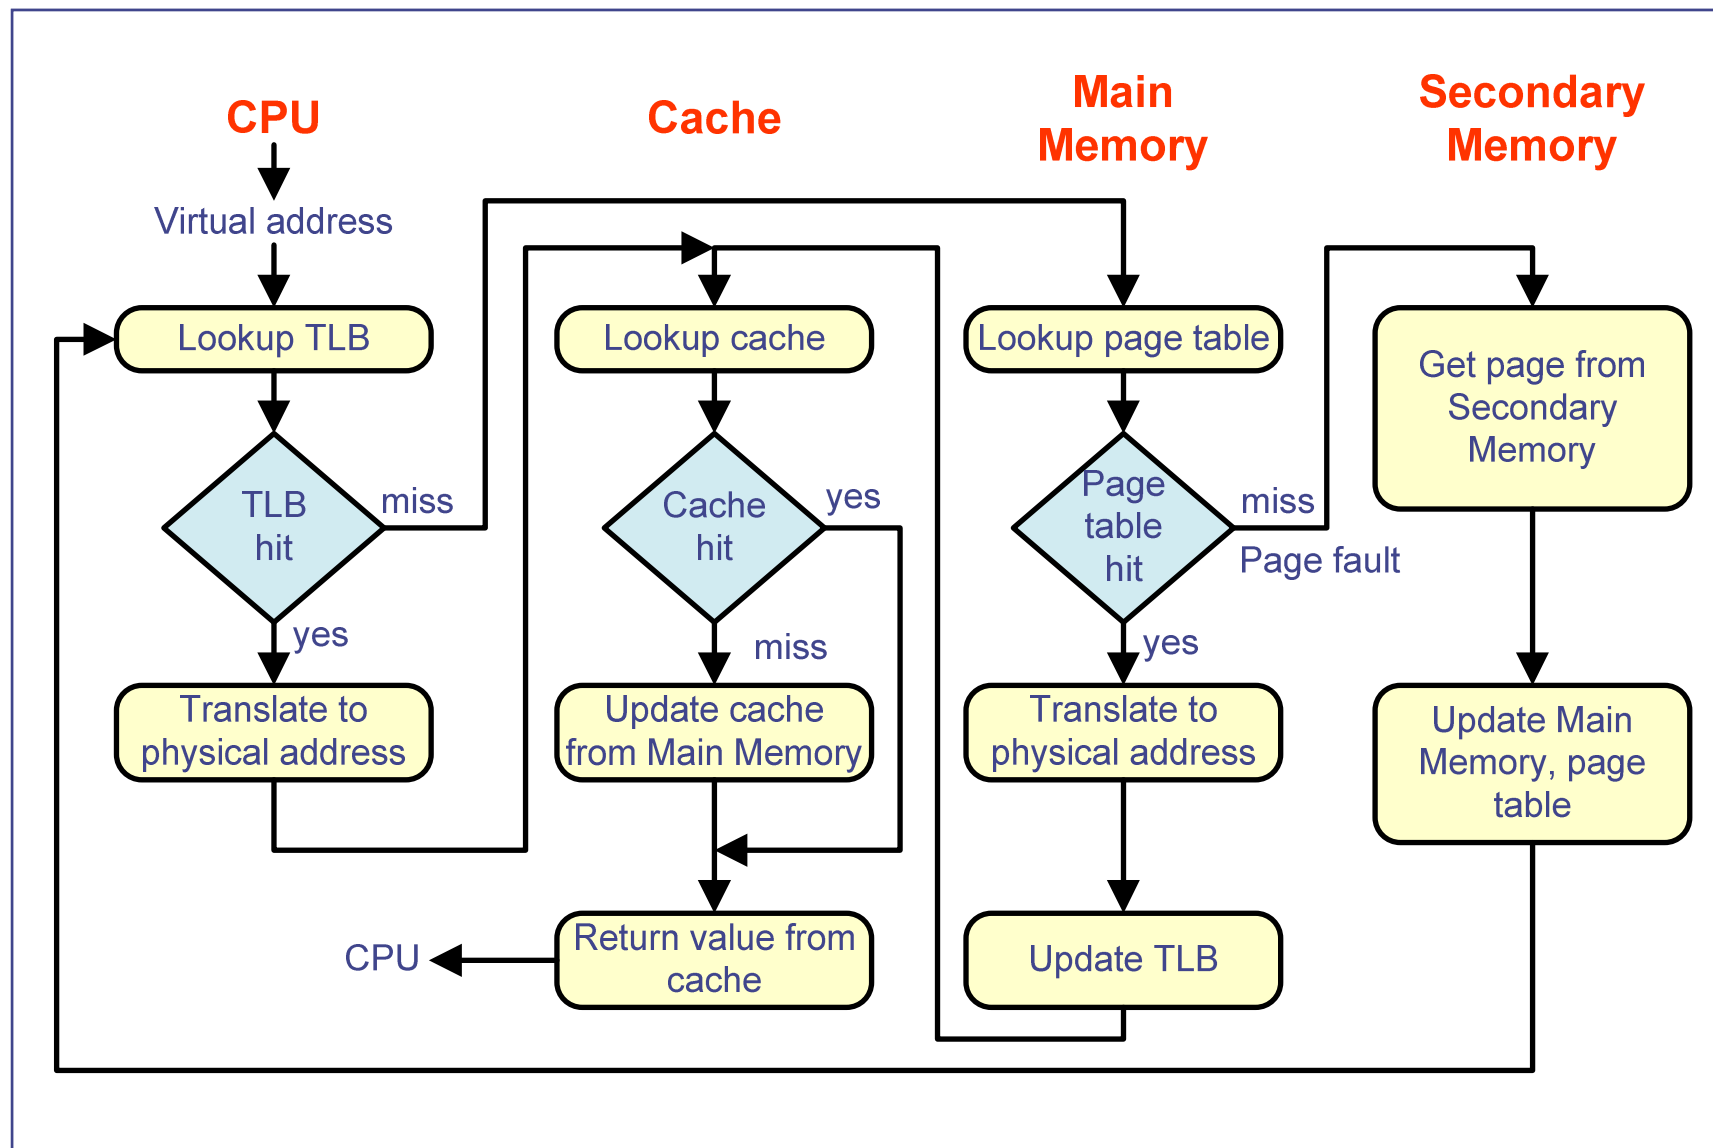 CPU
Virtual address
Lookup TLB
TLB
hit
miss
yes
Translate to
physical address
Cache
Lookup cache
Cache
hit
yes
miss
Update cache
from Main Memory
Return value from
cache
CPU
Main
Memory
Lookup page table
Page
table
hit
miss
Page fault
yes
Translate to
physical address
Update TLB
Secondary
Memory
Get page from
Secondary
Memory
Update Main
Memory, page
table